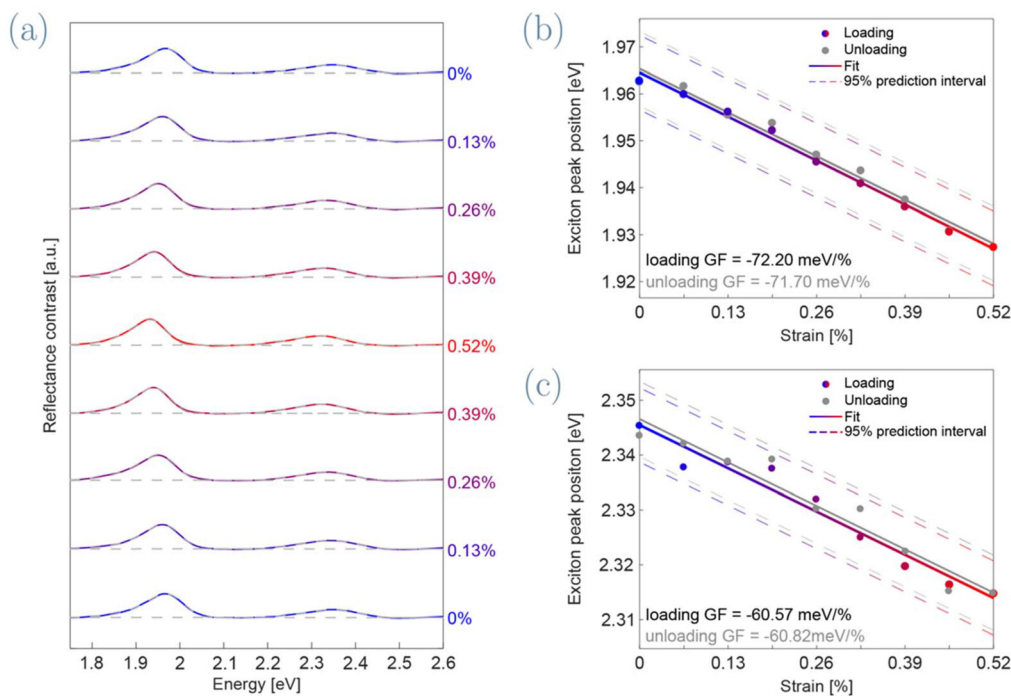 (a)
Reflectance contrast [a.u.]
0%
0.13%
0.26%
0.39%
0.52%
0.39%
0.26%
0.13%
0%
1.8 1.9 2 2.1 2.2 2.3 2.4 2.5 2.6
Energy [eV]
(b)
Exciton peak positon [eV]
1.97
1.96
1.95
1.94
1.93
1.92
Loading
Unloading
Fit
95% prediction interval
loading GF = -72.20 meV/%
unloading GF = -71.70 meV/%
0 0.13 0.26 0.39 0.52
Strain [%]
(c)
Exciton peak positon [eV]
2.35
2.34
2.33
2.32
2.31
Loading
Unloading
Fit
95% prediction interval
loading GF = -60.57 meV/%
unloading GF = -60.82meV/%
0 0.13 0.26 0.39 0.52
Strain [%]